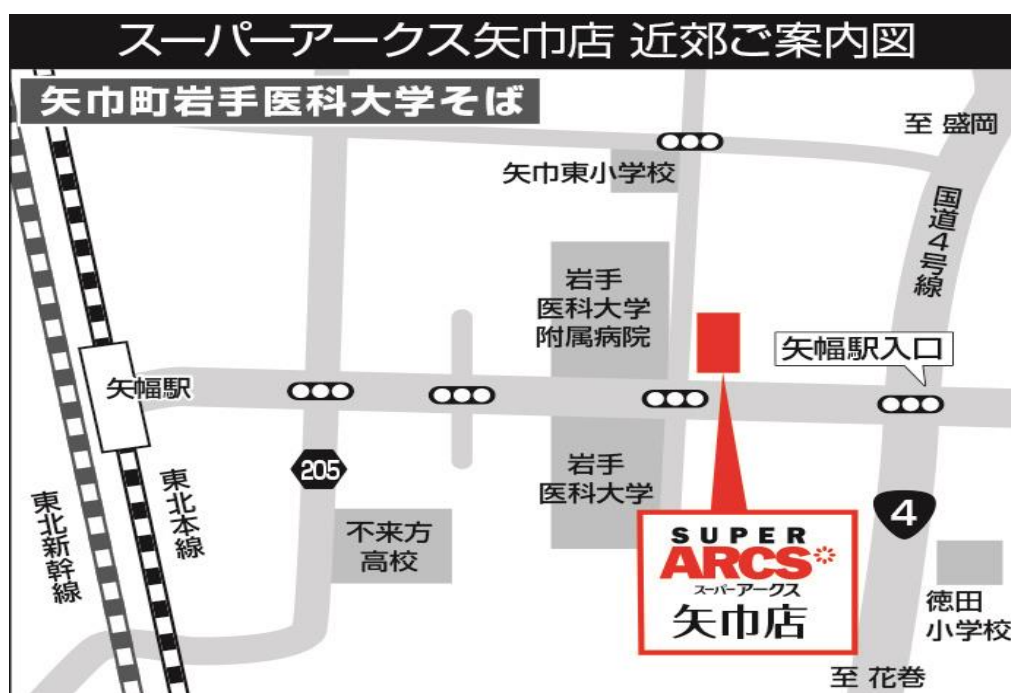 スーパーアークス矢巾店 近郊ご案内図
矢巾町岩手医科大学そば
至 盛岡
矢巾東小学校
国道4号線
岩手
医科大学
附属病院
矢幅駅入口
矢幅駅
205
岩手
医科大学
東北新幹線
東北本線
不来方
高校
4
SUPER
ARCS
スーパーアークス
矢巾店
徳田
小学校
至 花巻